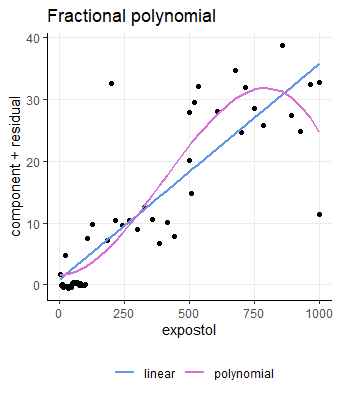 Fractional polynomial
component + residual
40
30
20
10
0
0 250 500 750 1000
expostol
linear polynomial